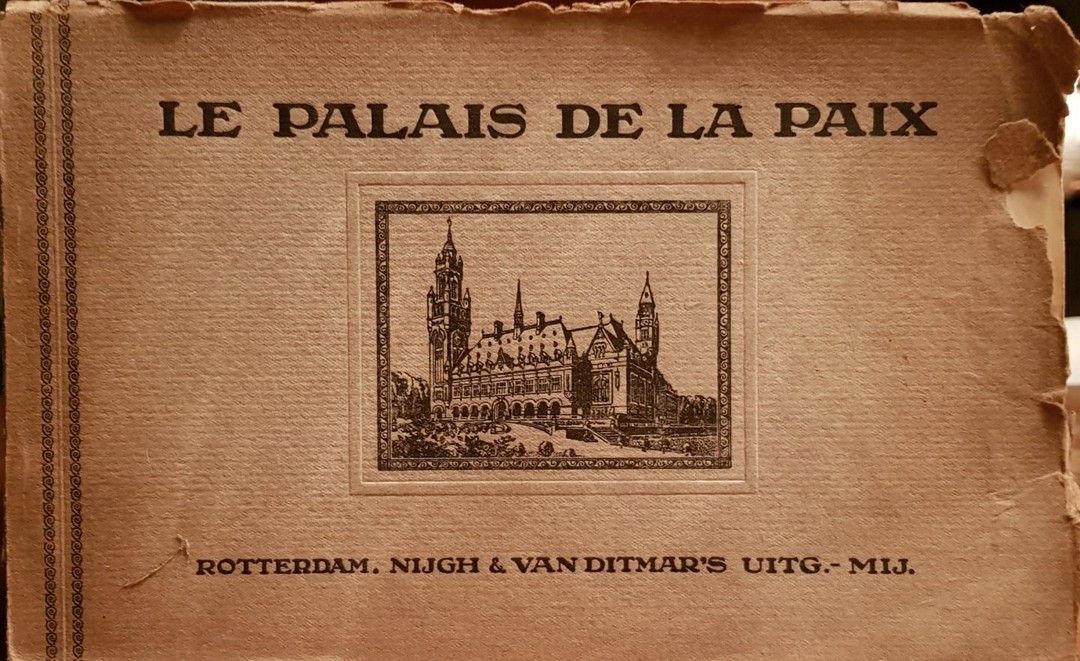 LE PALAIS DE LA PAIX
ROTTERDAM. NIJGH & VAN DITMAR'S UITG.- MIJ.